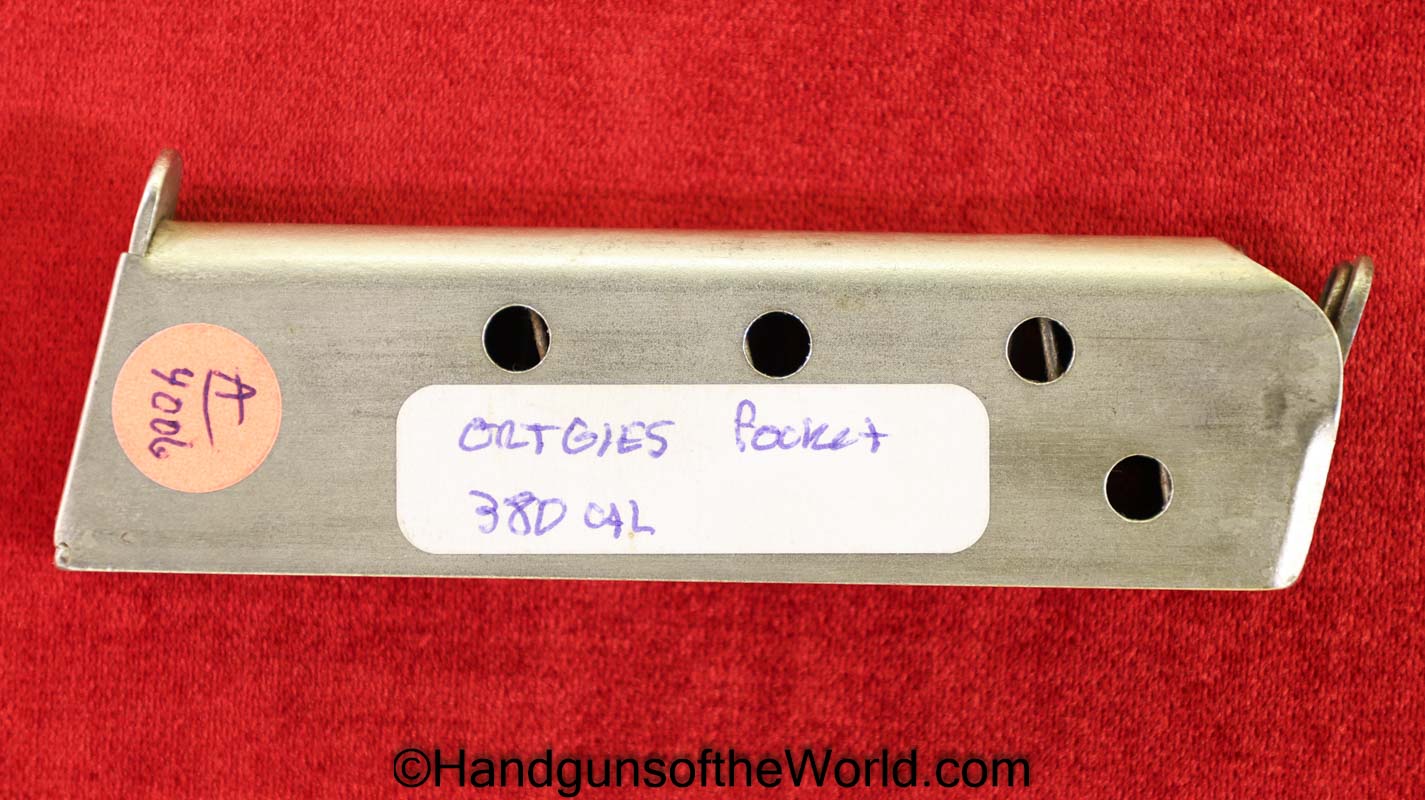 A
4006
ORTGIES Pocket
380 CAL
©HandgunsoftheWorld.com